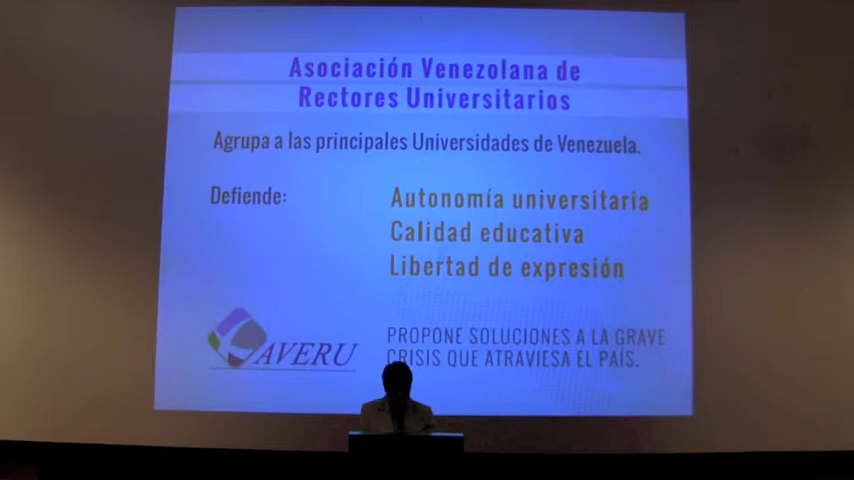 Asociación Venezolana de
Rectores Universitarios
Agrupa a las principales Universidades de Venezuela.
Defiende:
Autonomía universitaria
Calidad educativa
Libertad de expresión
AVERU
PROPONE SOLUCIONES A LA GRAVE
CRISIS QUE ATRAVIESA EL PAÍS.